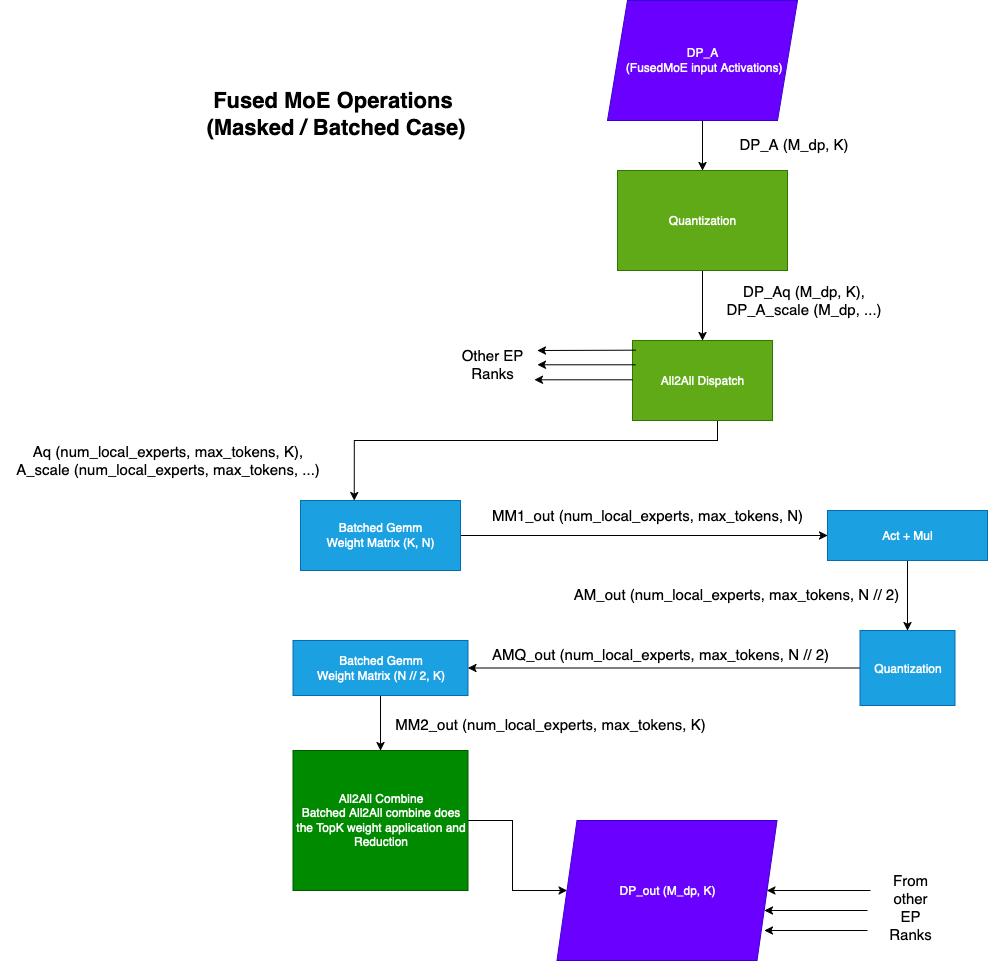 DP_A
(FusedMoE input Activations)
Fused MoE Operations
(Masked / Batched Case)
DP_A (M_dp, K)
Quantization
DP_Aq (M_dp, K),
DP_A_scale (M_dp, ...)
Other EP
Ranks
All2All Dispatch
Aq (num_local_experts, max_tokens, K),
A_scale (num_local_experts, max_tokens, ...)
Batched Gemm
Weight Matrix (K, N)
MM1_out (num_local_experts, max_tokens, N)
Act + Mul
AM_out (num_local_experts, max_tokens, N // 2)
Batched Gemm
Weight Matrix (N // 2, K)
AMQ_out (num_local_experts, max_tokens, N // 2)
Quantization
MM2_out (num_local_experts, max_tokens, K)
All2All Combine
Batched All2All combine does
the TopK weight application and
Reduction
DP_out (M_dp, K)
From
other
EP
Ranks